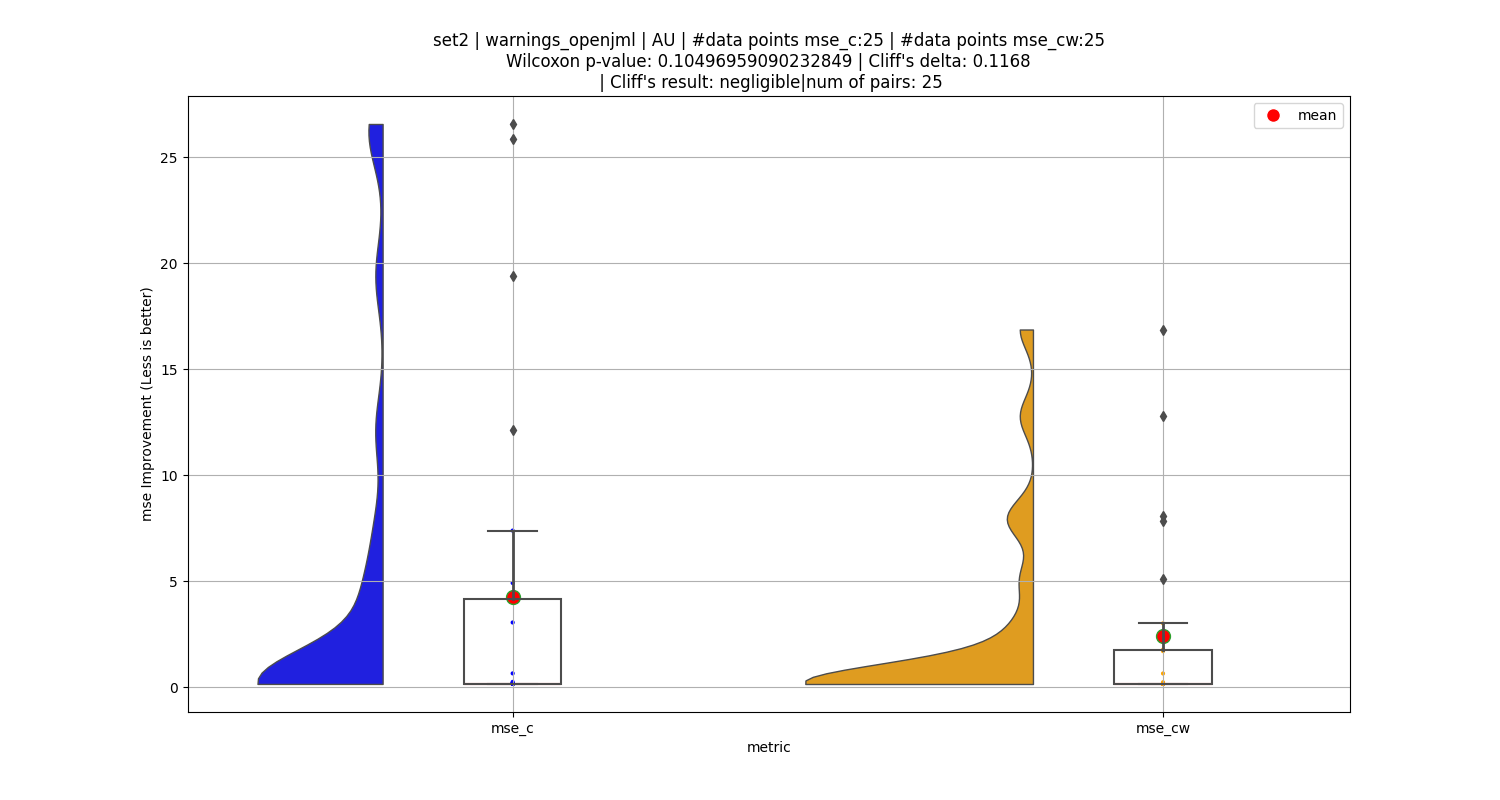 set2 | warnings_openjml | AU | #data points mse_c:25 | #data points mse_cw:25
Wilcoxon p-value: 0.10496959090232849 | Cliff's delta: 0.1168
| Cliff's result: negligible|num of pairs: 25
mean
25
20
15
10
5
0
mse Improvement (Less is better)
mse_c
mse_cw
metric